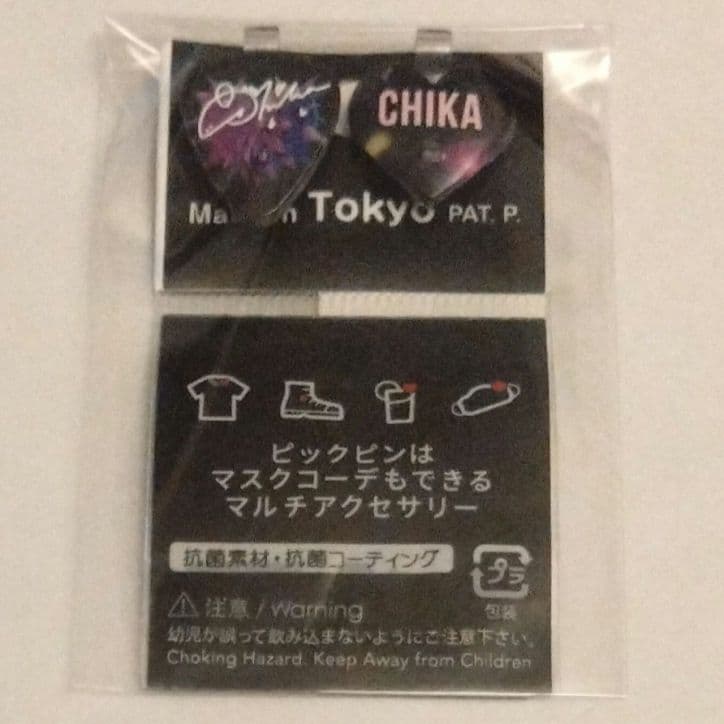 CHIKA
Tokyo PAT. P.
ピックピンは
マスクコーデもできる
マルチアクセサリー
抗菌素材・抗菌コーティング
プラ
包装
注意 / Warning
幼児が誤って飲み込まないようにご注意下さい。
Choking Hazard. Keep Away from Children